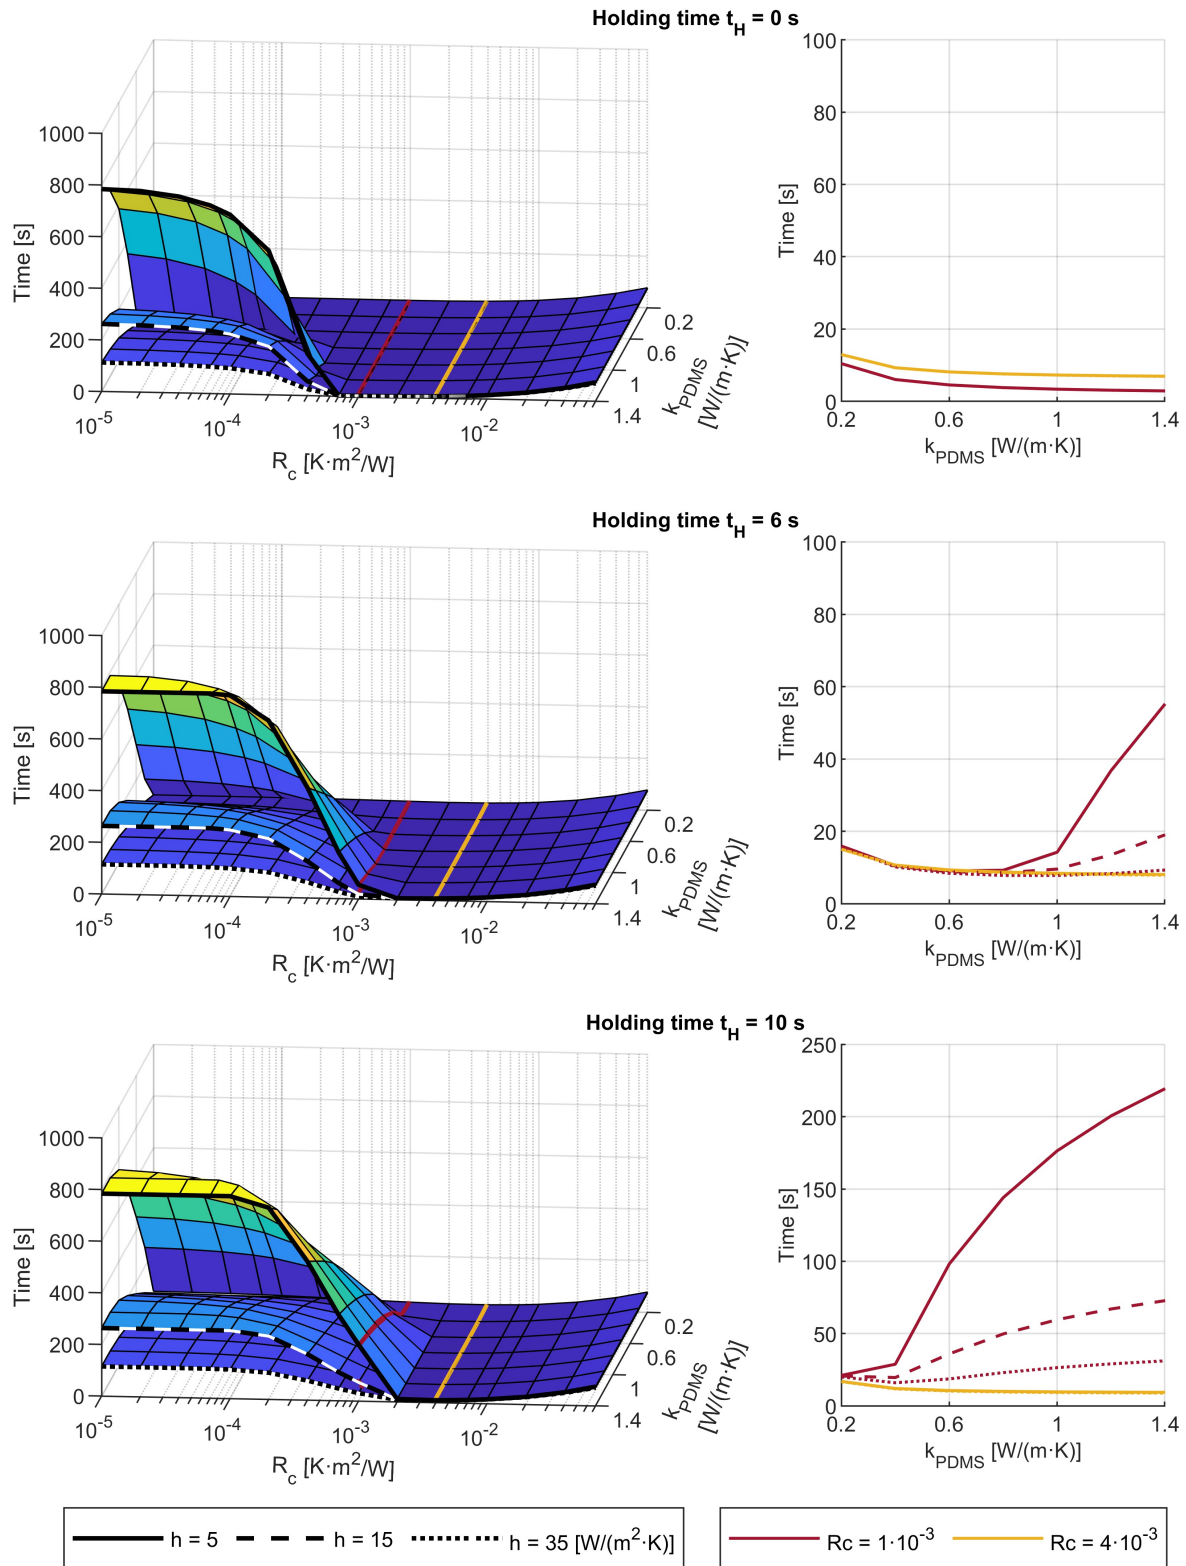 Holding time t_H = 0 s
1000
800
600
400
200
0
Time [s]
10^-5
10^-4
10^-3
10^-2
R_c [K·m^2/W]
0.2
0.6
1
1.4
k_PDMS
[W/(m·K)]
100
80
60
40
20
0
Time [s]
0.2
0.6
1
1.4
k_PDMS [W/(m·K)]
Holding time t_H = 6 s
1000
800
600
400
200
0
Time [s]
10^-5
10^-4
10^-3
10^-2
R_c [K·m^2/W]
0.2
0.6
1
1.4
k_PDMS
[W/(m·K)]
100
80
60
40
20
0
Time [s]
0.2
0.6
1
1.4
k_PDMS [W/(m·K)]
Holding time t_H = 10 s
1000
800
600
400
200
0
Time [s]
10^-5
10^-4
10^-3
10^-2
R_c [K·m^2/W]
0.2
0.6
1
1.4
k_PDMS
[W/(m·K)]
250
200
150
100
50
0
Time [s]
0.2
0.6
1
1.4
k_PDMS [W/(m·K)]
h = 5
h = 15
h = 35 [W/(m^2·K)]
Rc = 1·10^-3
Rc = 4·10^-3